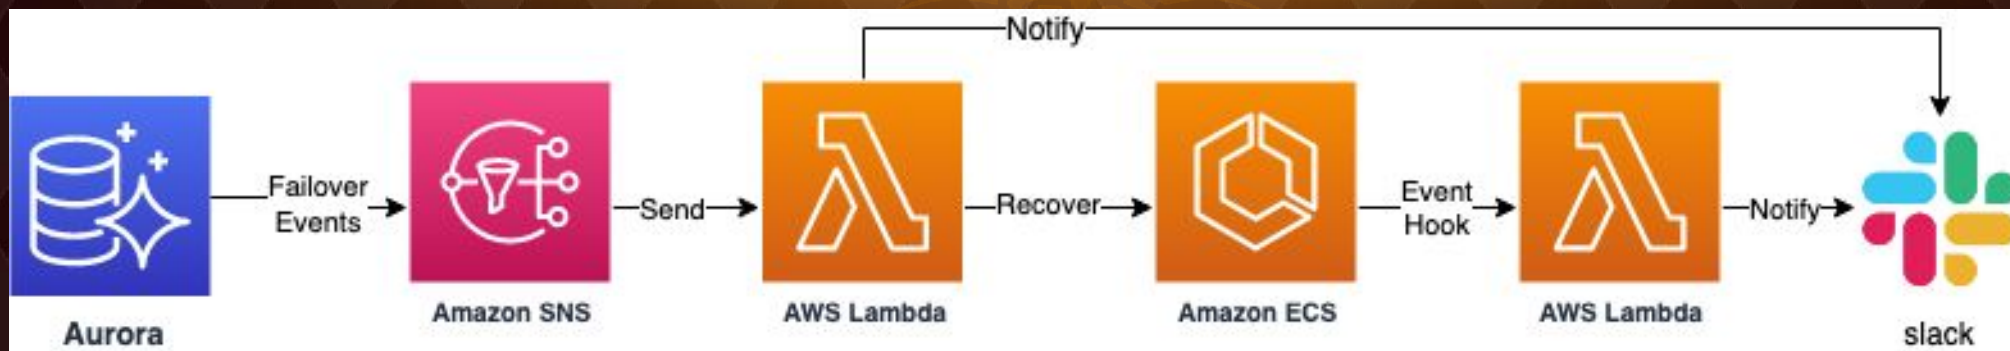 Notify
Failover
Events
Send
Recover
Event
Hook
Notify
Amazon SNS
AWS Lambda
Amazon ECS
AWS Lambda
Aurora
slack